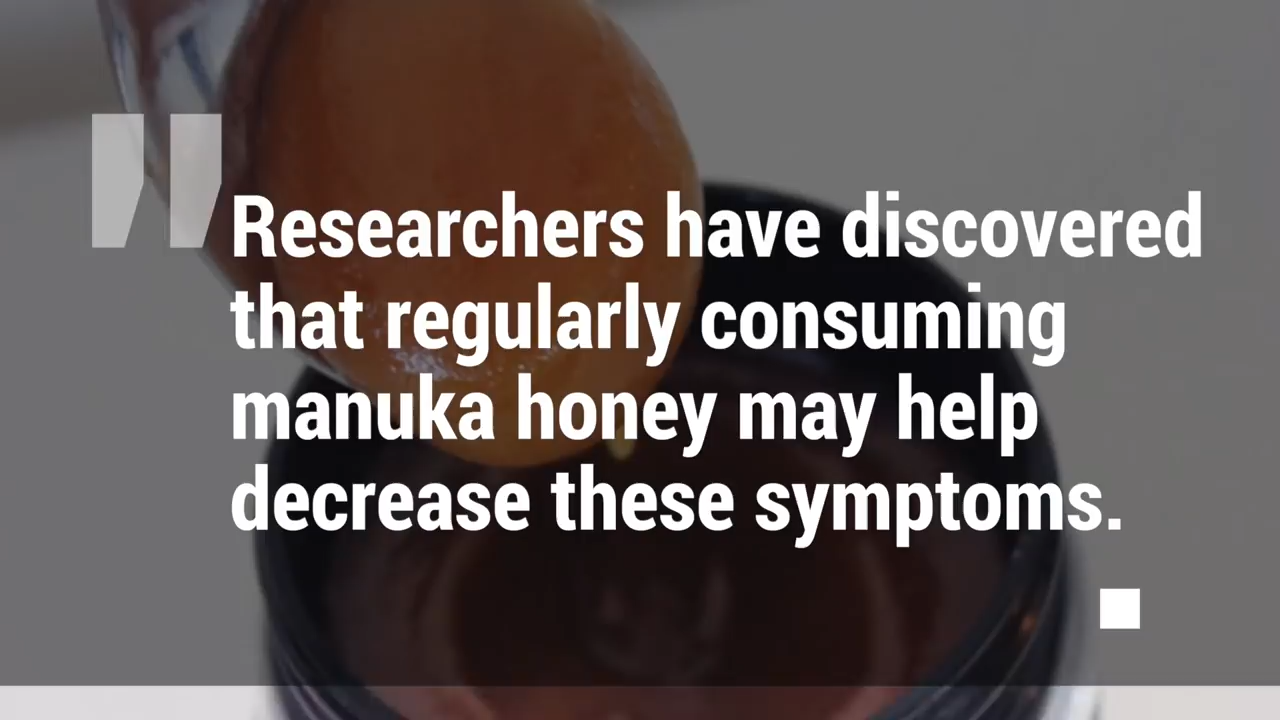 "
Researchers have discovered
that regularly consuming
manuka honey may help
decrease these symptoms.